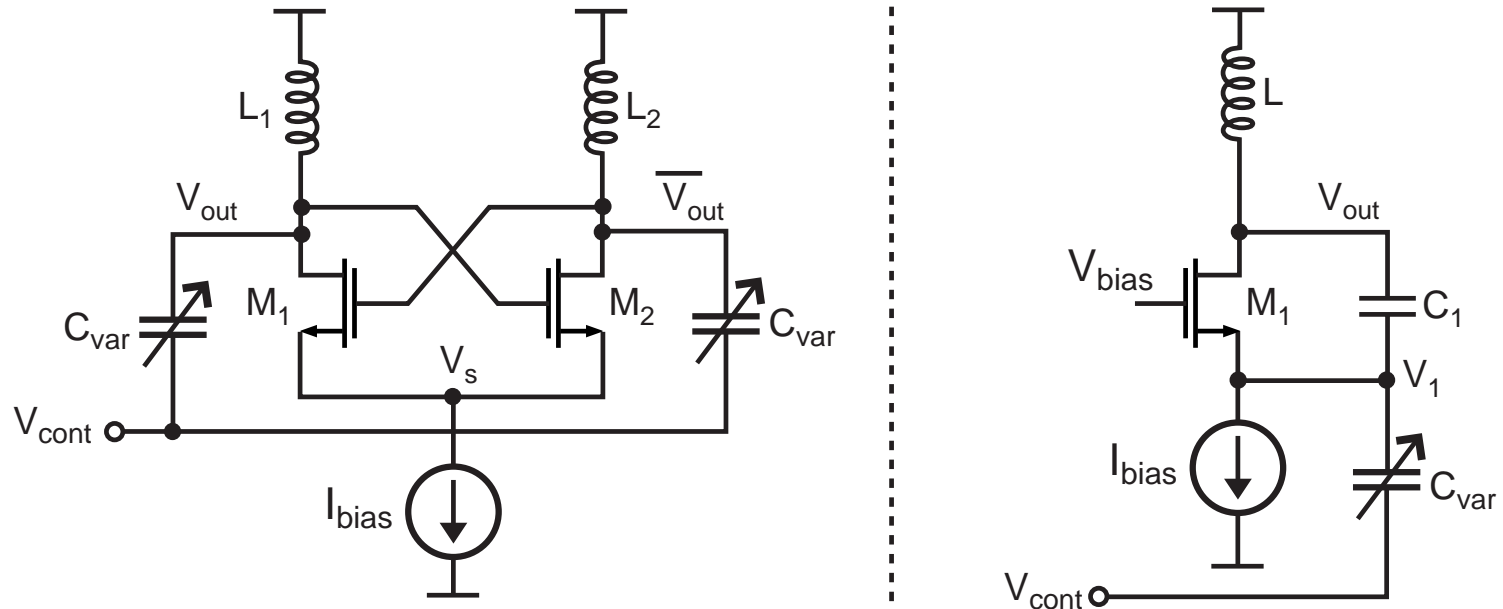 L1
L2
Vout
Vout
M1
M2
Cvar
Cvar
Vs
Vcont
Ibias
L
Vout
Vbias
M1
C1
V1
Ibias
Cvar
Vcont